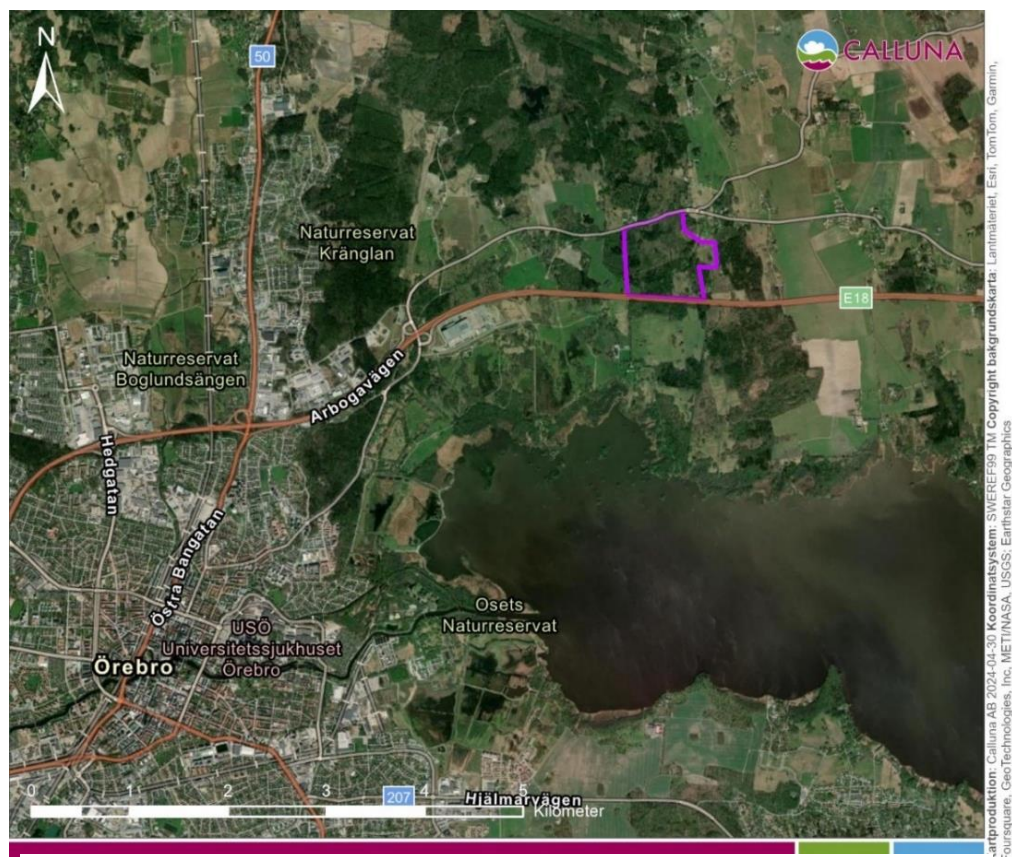 N
50
CALLUNA
Naturreservat
Kränglan
E18
Naturreservat
Boglundsängen
Arbogavägen
Hedgatan
Östra Bangatan
Osets
Naturreservat
USÖ
Universitetssjukhuset
Örebro
Örebro
0 1 2 3 4 5
207
Hjälmarvägen
Kilometer
artproduktion: Calluna AB 2024-04-30 Koordinatsystem: SWEREF99 TM Copyright bakgrundskarta: Lantmäteriet, Esri, TomTom, Garmin,
Foursquare, GeoTechnologies, Inc, METI/NASA, USGS; Earthstar Geographics